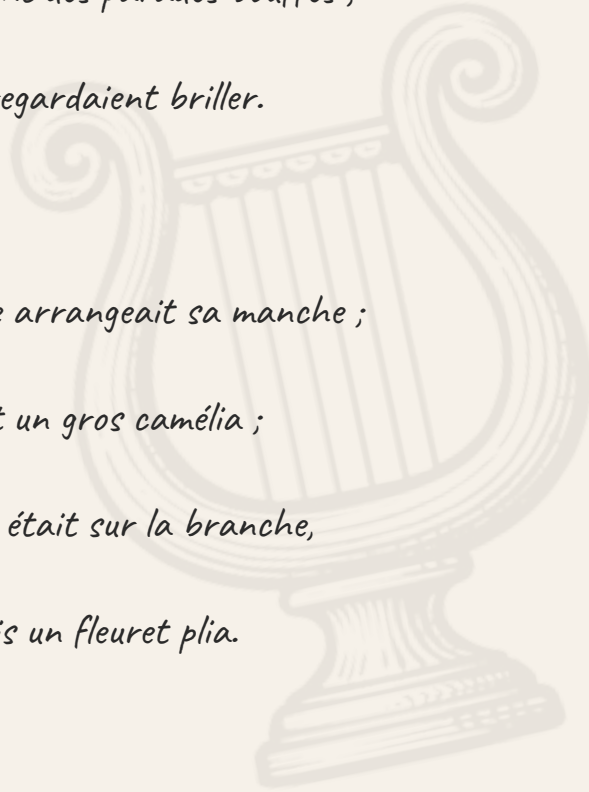 egardaient briller.
e arrangeait sa manche ;
t un gros camélia ;
était sur la branche,
s un fleuret plia.